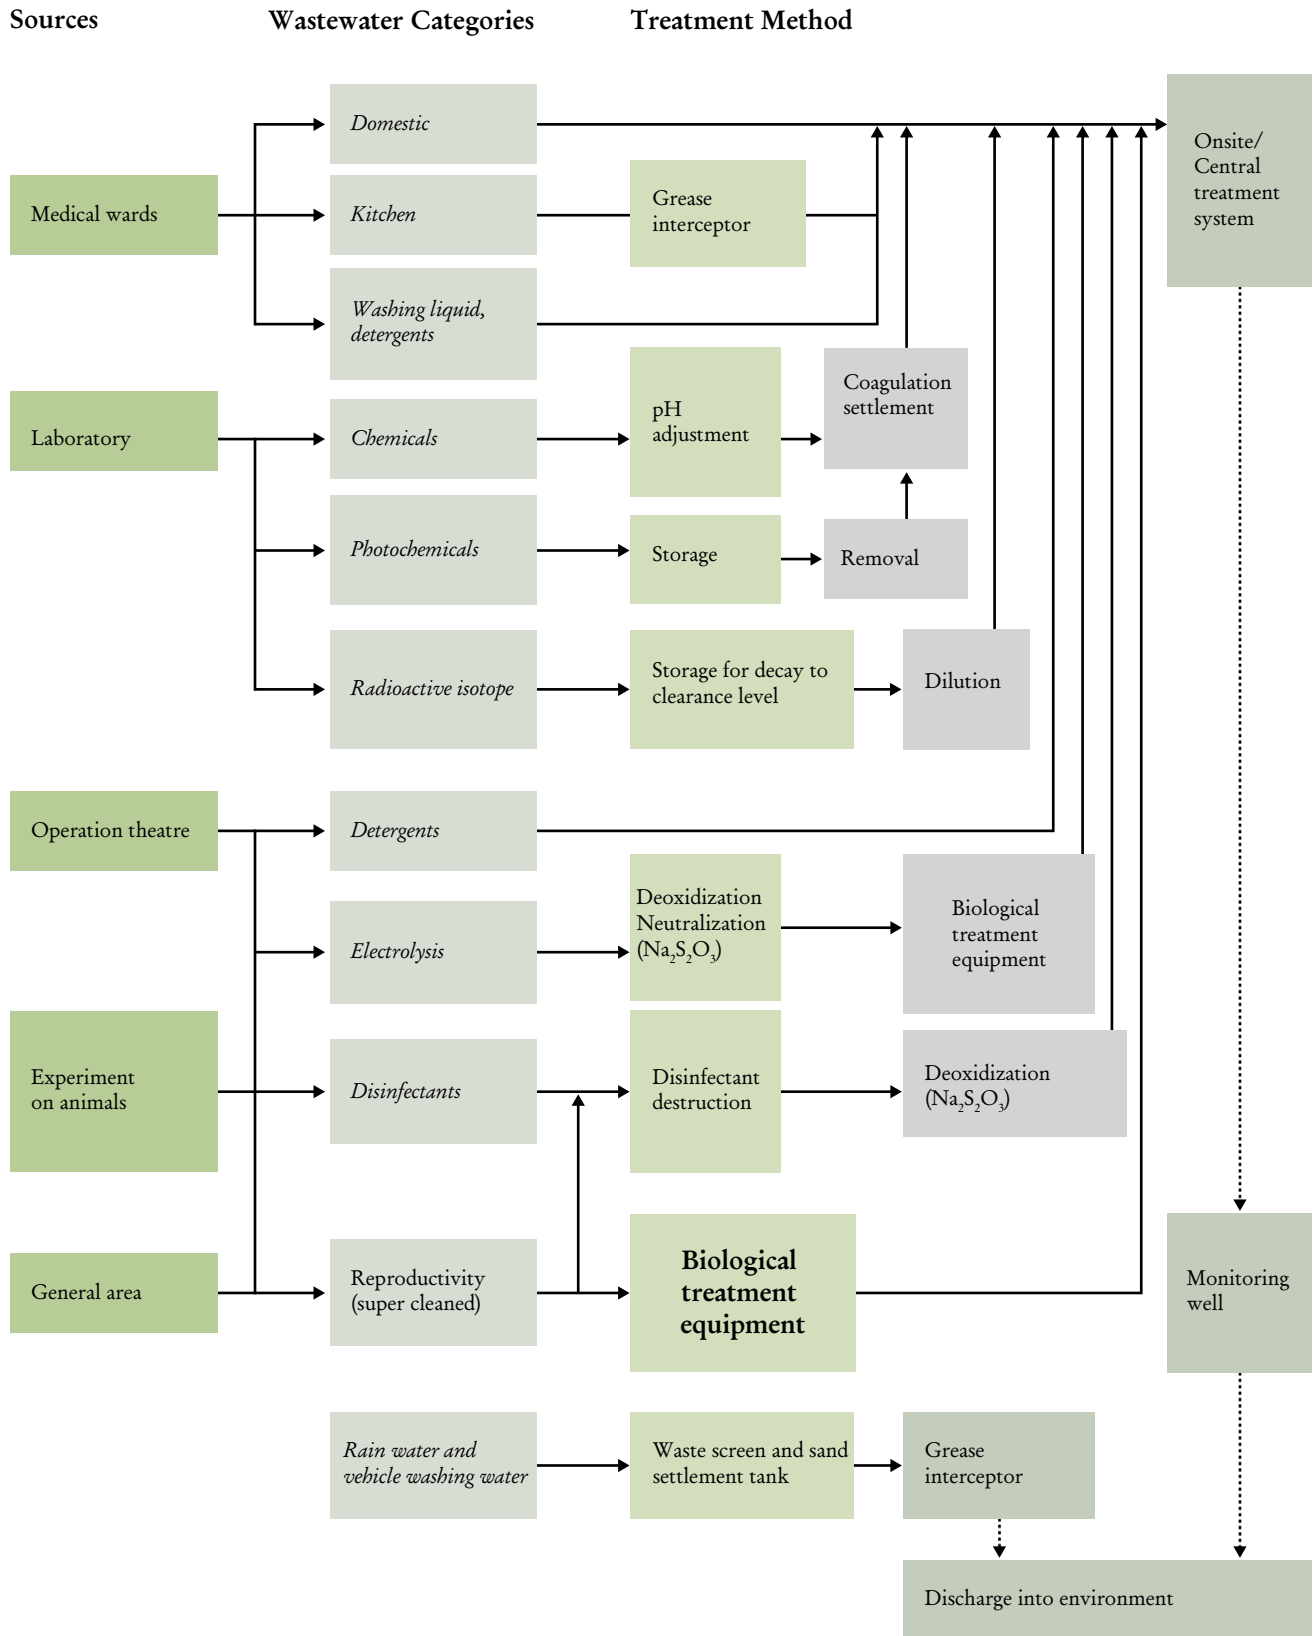 Sources
Wastewater Categories
Treatment Method
Domestic
Onsite/
Central
treatment
system
Medical wards
Kitchen
Grease
interceptor
Washing liquid,
detergents
Laboratory
Chemicals
pH
adjustment
Coagulation
settlement
Photochemicals
Storage
Removal
Radioactive isotope
Storage for decay to
clearance level
Dilution
Operation theatre
Detergents
Electrolysis
Deoxidization
Neutralization
(Na₂S₂O₃)
Biological
treatment
equipment
Experiment
on animals
Disinfectants
Disinfectant
destruction
Deoxidization
(Na₂S₂O₃)
General area
Reproductivity
(super cleaned)
Biological
treatment
equipment
Monitoring
well
Rain water and
vehicle washing water
Waste screen and sand
settlement tank
Grease
interceptor
Discharge into environment